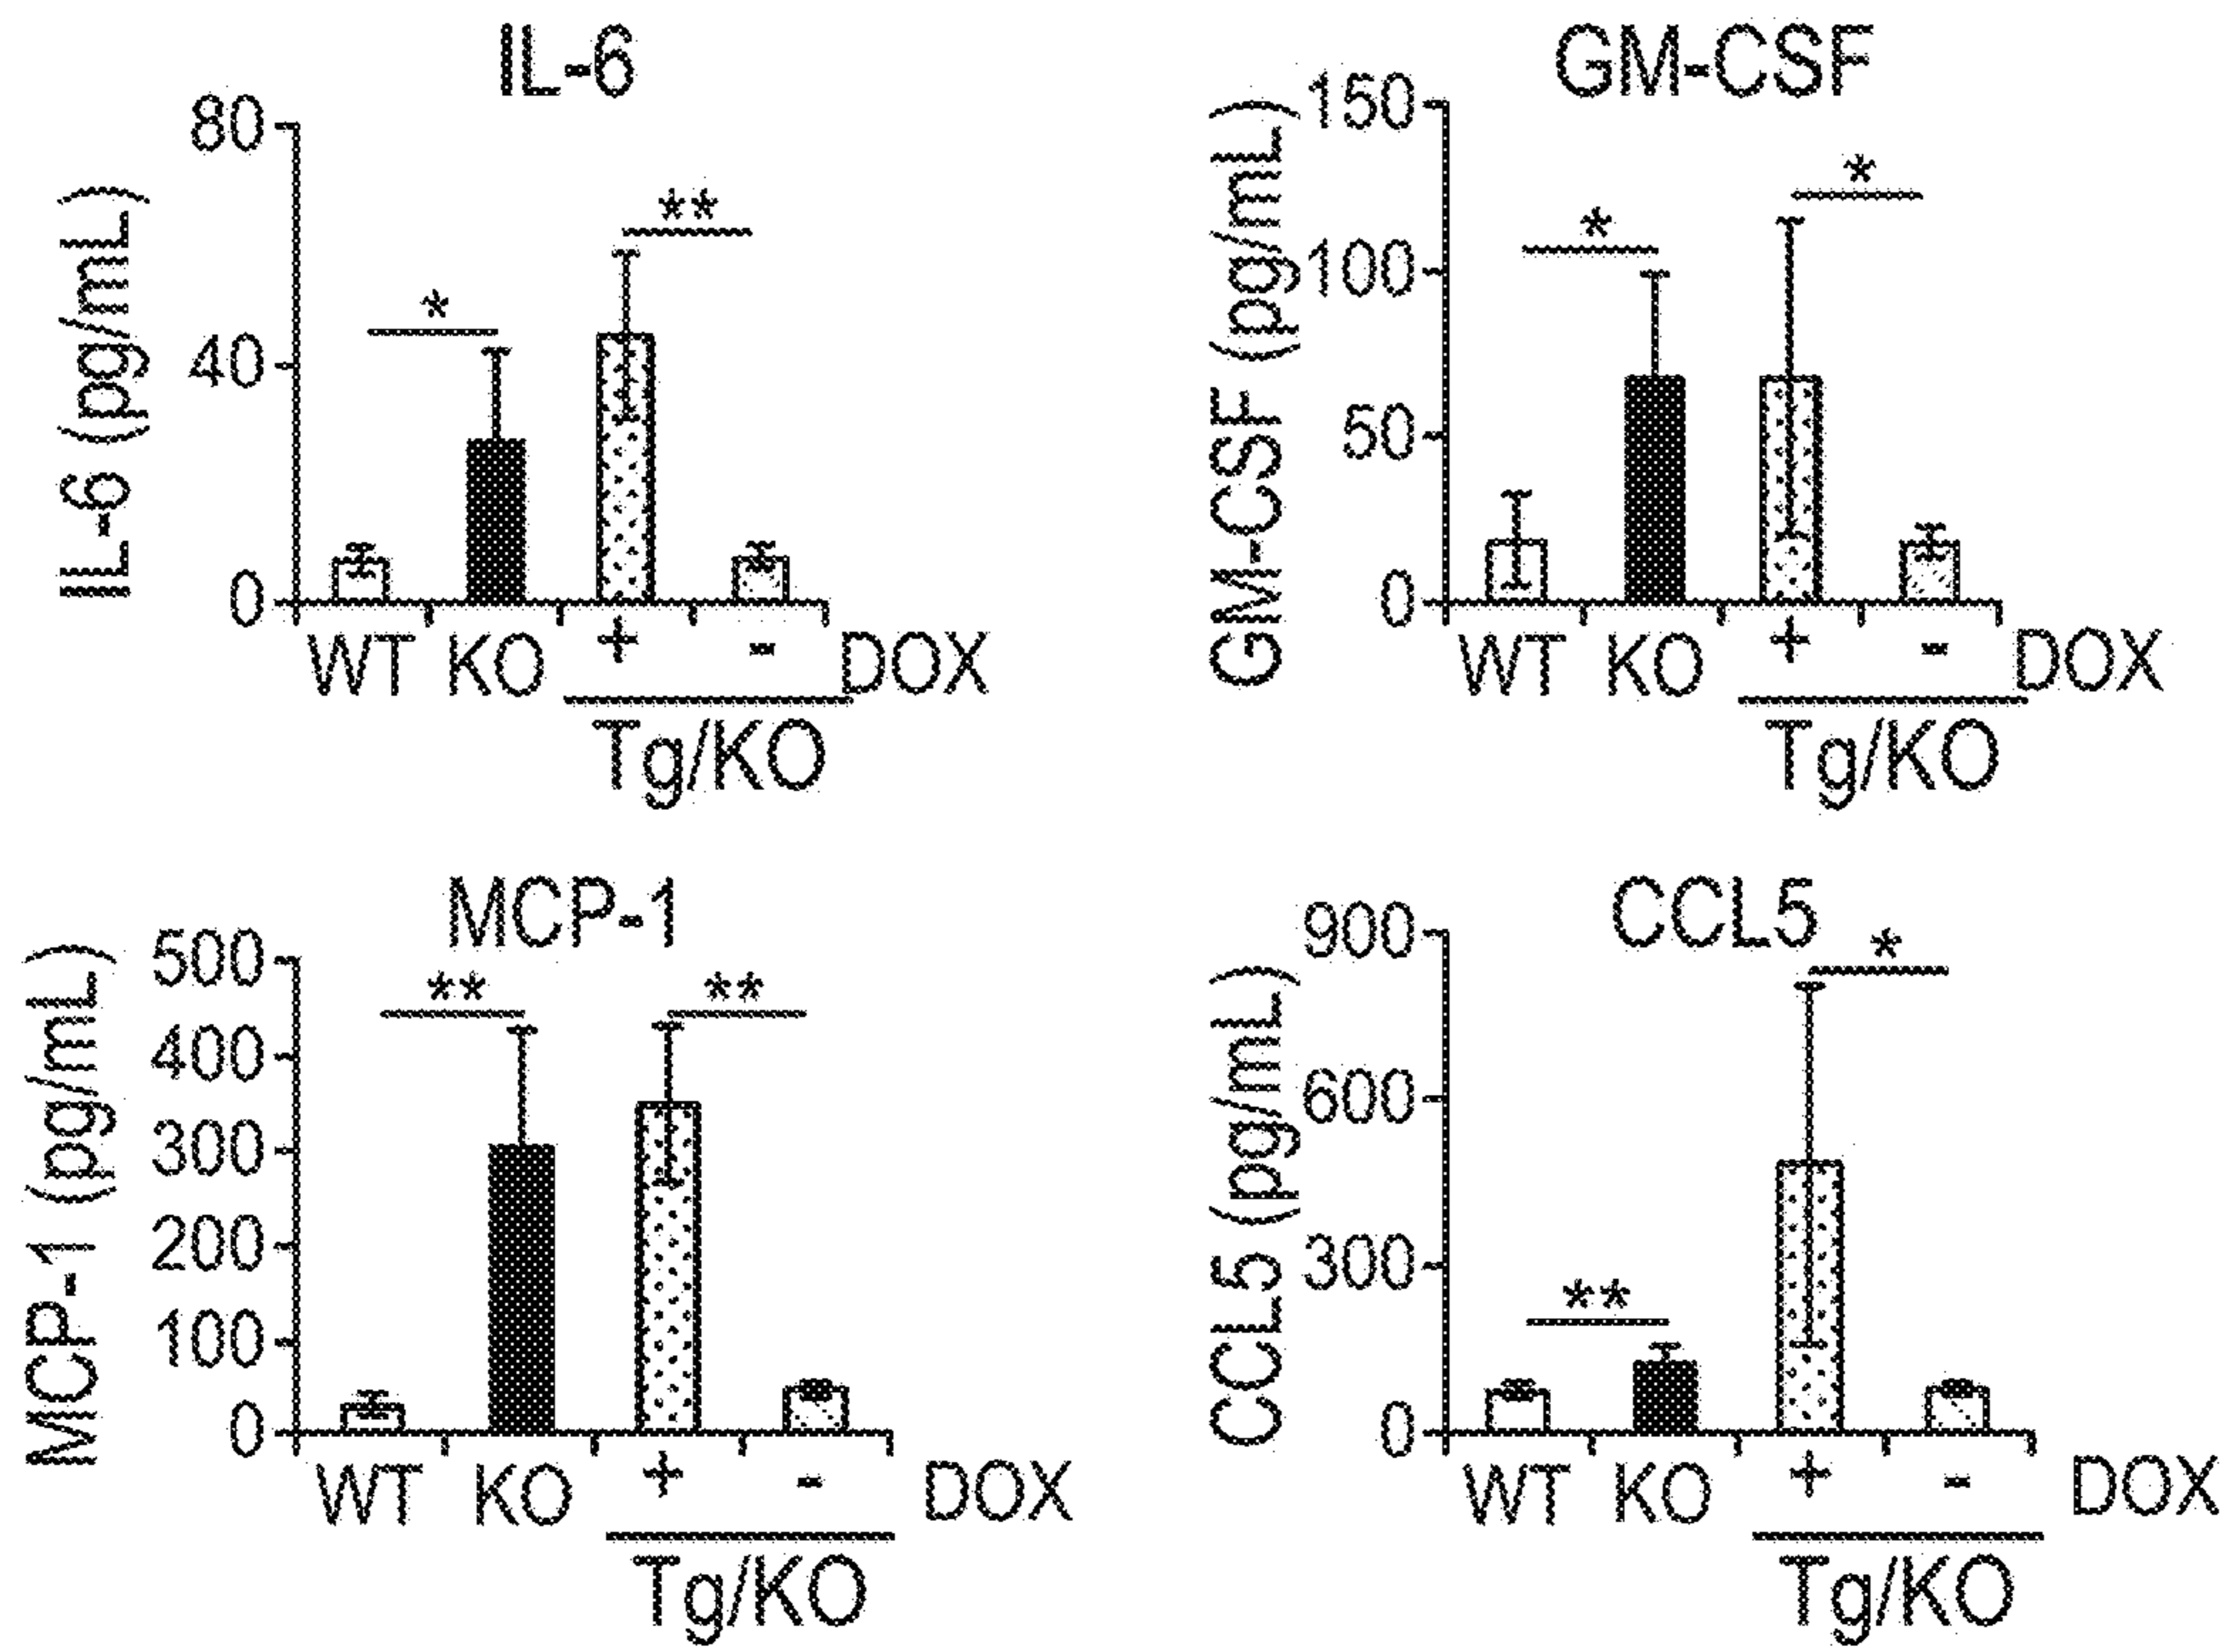 IL-6
IL-6 (pg/mL)
80
40
0
*
**
WT KO + - DOX
Tg/KO
GM-CSF
GM-CSF (pg/mL)
150
100
50
0
*
*
WT KO + - DOX
Tg/KO
MCP-1
MCP-1 (pg/mL)
500
400
300
200
100
0
**
**
WT KO + - DOX
Tg/KO
CCL5
CCL5 (pg/mL)
900
600
300
0
**
*
WT KO + - DOX
Tg/KO